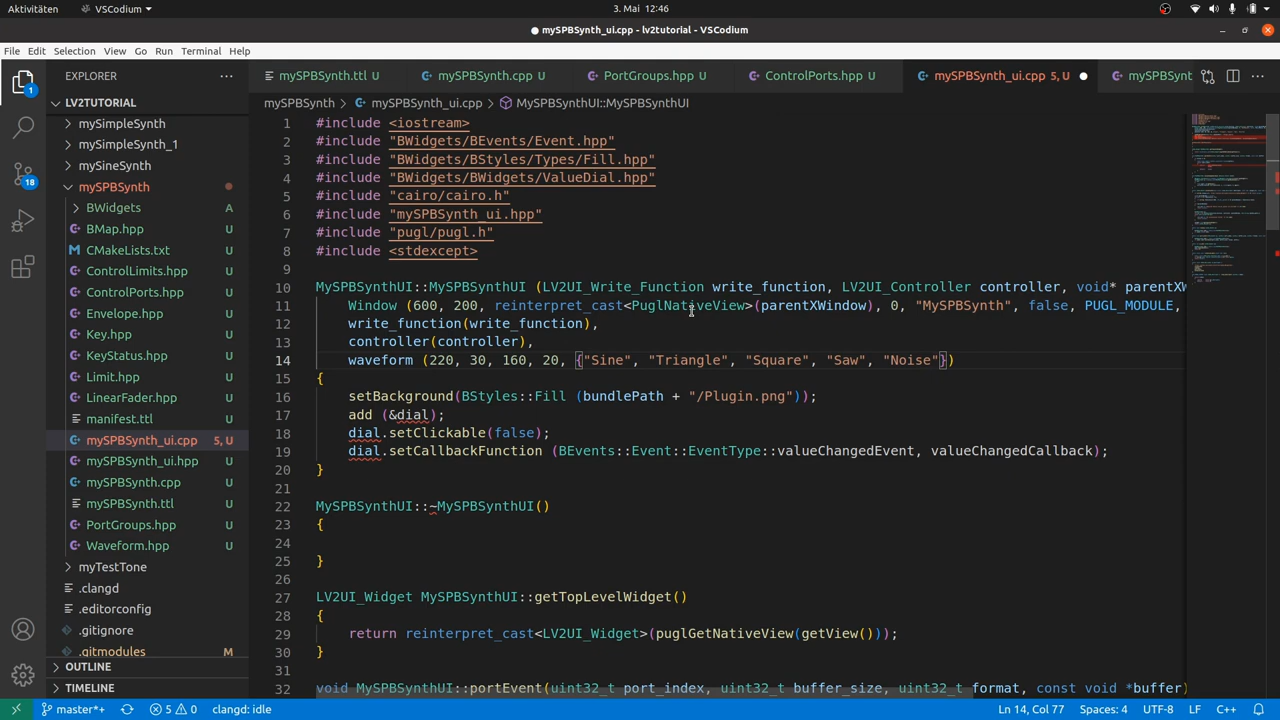 Aktivitäten VSCodium 3. Mai 12:46
mySPBSynth_ui.cpp - lv2tutorial - VSCodium
File Edit Selection View Go Run Terminal Help
EXPLORER
mySPBSynth.ttl U mySPBSynth.cpp U PortGroups.hpp U ControlPorts.hpp U mySPBSynth_ui.cpp 5, U mySPBSynt
mySPBSynth > mySPBSynth_ui.cpp > MySPBSynthUI::MySPBSynthUI
LV2TUTORIAL
mySimpleSynth
mySimpleSynth_1
mySineSynth
mySPBSynth
BWidgets A
BMap.hpp U
CMakeLists.txt U
ControlLimits.hpp U
ControlPorts.hpp U
Envelope.hpp U
Key.hpp U
KeyStatus.hpp U
Limit.hpp U
LinearFader.hpp U
manifest.ttl U
mySPBSynth_ui.cpp 5, U
mySPBSynth_ui.hpp U
mySPBSynth.cpp U
mySPBSynth.ttl U
PortGroups.hpp U
Waveform.hpp U
myTestTone
.clangd
.editorconfig
.gitignore
.gitmodules M
OUTLINE
TIMELINE
1 #include <iostream>
2 #include "BWidgets/BEvents/Event.hpp"
3 #include "BWidgets/BStyles/Types/Fill.hpp"
4 #include "BWidgets/BWidgets/ValueDial.hpp"
5 #include "cairo/cairo.h"
6 #include "mySPBSynth_ui.hpp"
7 #include "pugl/pugl.h"
8 #include <stdexcept>
9
10 MySPBSynthUI::MySPBSynthUI (LV2UI_Write_Function write_function, LV2UI_Controller controller, void* parentXW
11 Window (600, 200, reinterpret_cast<PuglNativeView>(parentXWindow), 0, "MySPBSynth", false, PUGL_MODULE,
12 write_function(write_function),
13 controller(controller),
14 waveform (220, 30, 160, 20, {"Sine", "Triangle", "Square", "Saw", "Noise"})
15 {
16 setBackground(BStyles::Fill (bundlePath + "/Plugin.png"));
17 add (&dial);
18 dial.setClickable(false);
19 dial.setCallbackFunction (BEvents::Event::EventType::valueChangedEvent, valueChangedCallback);
20 }
21
22 MySPBSynthUI::~MySPBSynthUI()
23 {
24
25 }
26
27 LV2UI_Widget MySPBSynthUI::getTopLevelWidget()
28 {
29 return reinterpret_cast<LV2UI_Widget>(puglGetNativeView(getView()));
30 }
31
32 void MySPBSynthUI::portEvent(uint32_t port_index, uint32_t buffer_size, uint32_t format, const void *buffer)
1
18
master*+ 5 0 clangd: idle Ln 14, Col 77 Spaces: 4 UTF-8 LF C++